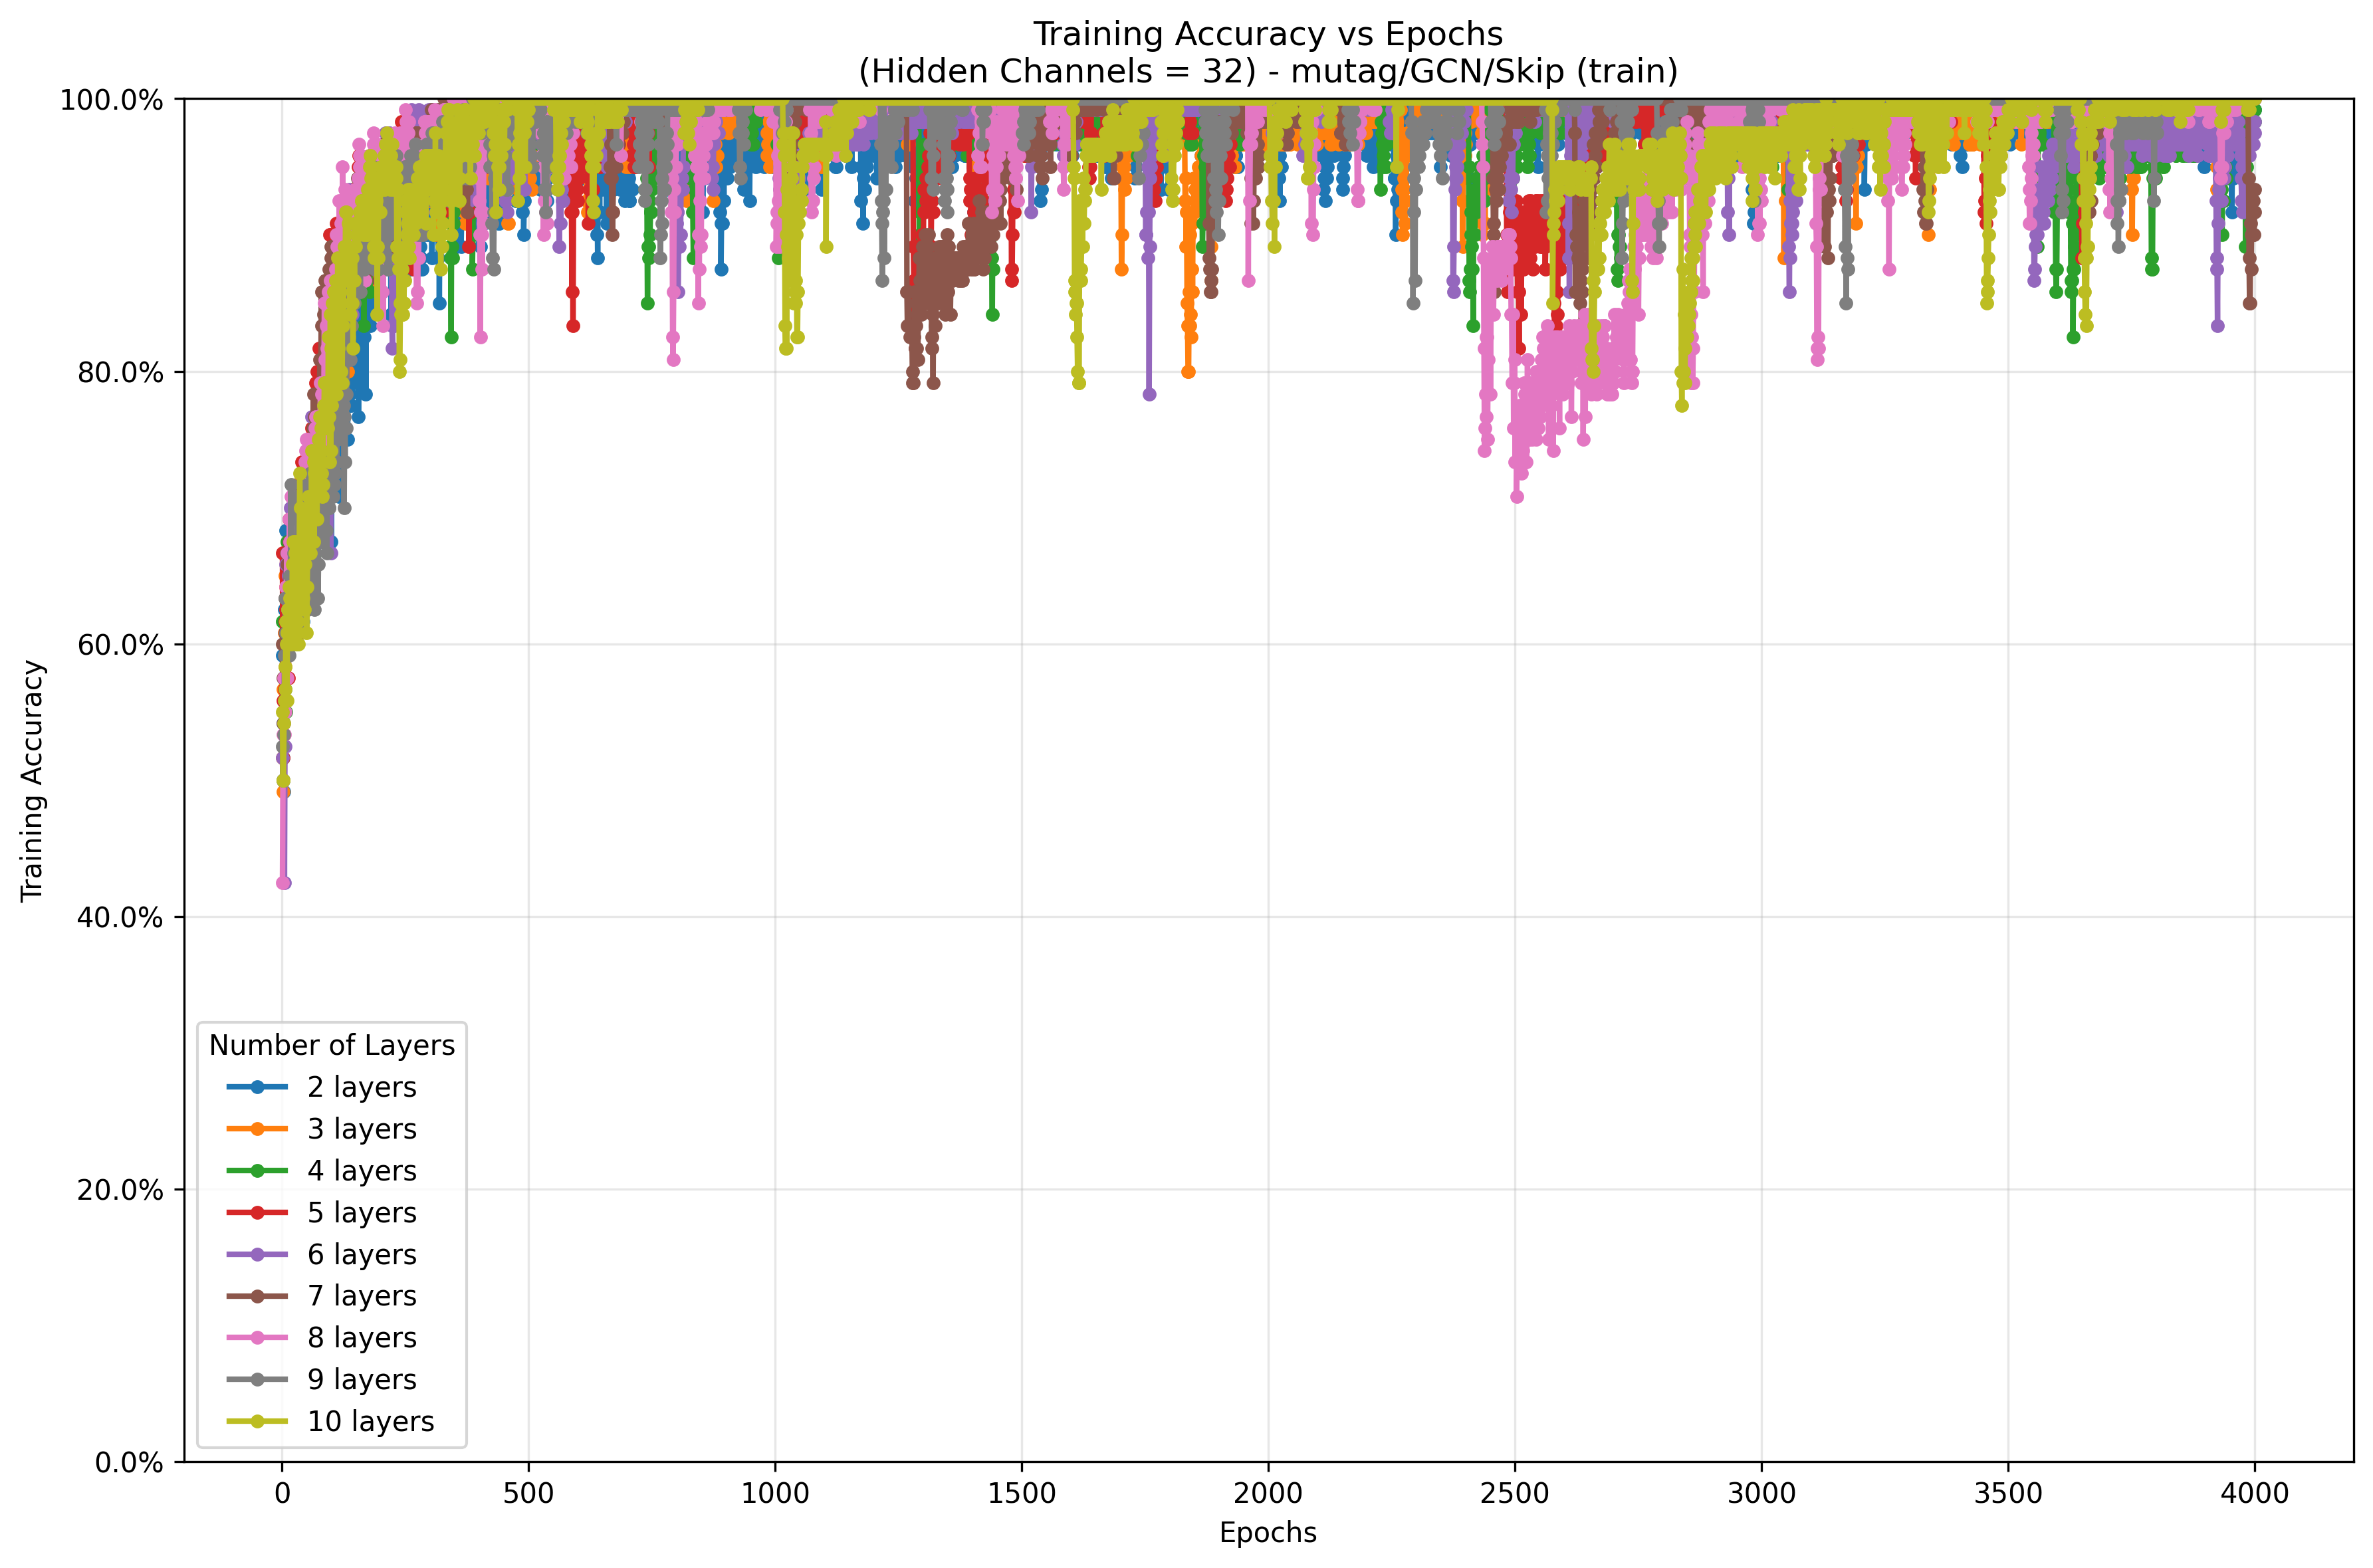 Training Accuracy vs Epochs
(Hidden Channels = 32) - mutag/GCN/Skip (train)
100.0%
80.0%
60.0%
40.0%
20.0%
0.0%
Training Accuracy
Number of Layers
2 layers
3 layers
4 layers
5 layers
6 layers
7 layers
8 layers
9 layers
10 layers
0 500 1000 1500 2000 2500 3000 3500 4000
Epochs